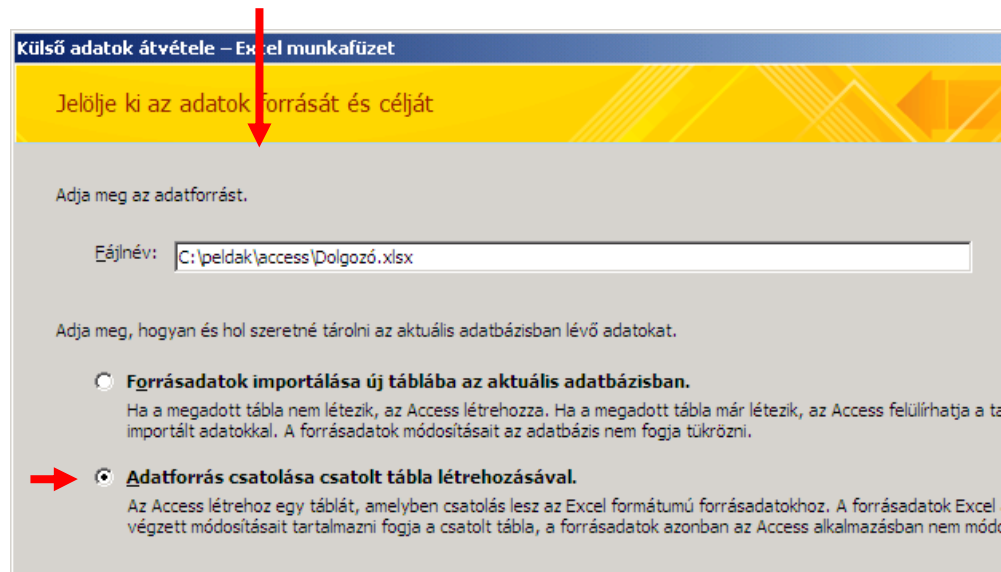 Külső adatok átvétele – Excel munkafüzet
Jelölje ki az adatok forrását és célját
Adja meg az adatforrást.
Fájlnév: C:\peldak\access\Dolgozó.xlsx
Adja meg, hogyan és hol szeretné tárolni az aktuális adatbázisban lévő adatokat.
Forrásadatok importálása új táblába az aktuális adatbázisban.
Ha a megadott tábla nem létezik, az Access létrehozza. Ha a megadott tábla már létezik, az Access felülírhatja a
importált adatokkal. A forrásadatok módosításait az adatbázis nem fogja tükrözni.
Adatforrás csatolása csatolt tábla létrehozásával.
Az Access létrehoz egy táblát, amelyben csatolás lesz az Excel formátumú forrásadatokhoz. A forrásadatok Excel
végzett módosításait tartalmazni fogja a csatolt tábla, a forrásadatok azonban az Access alkalmazásban nem